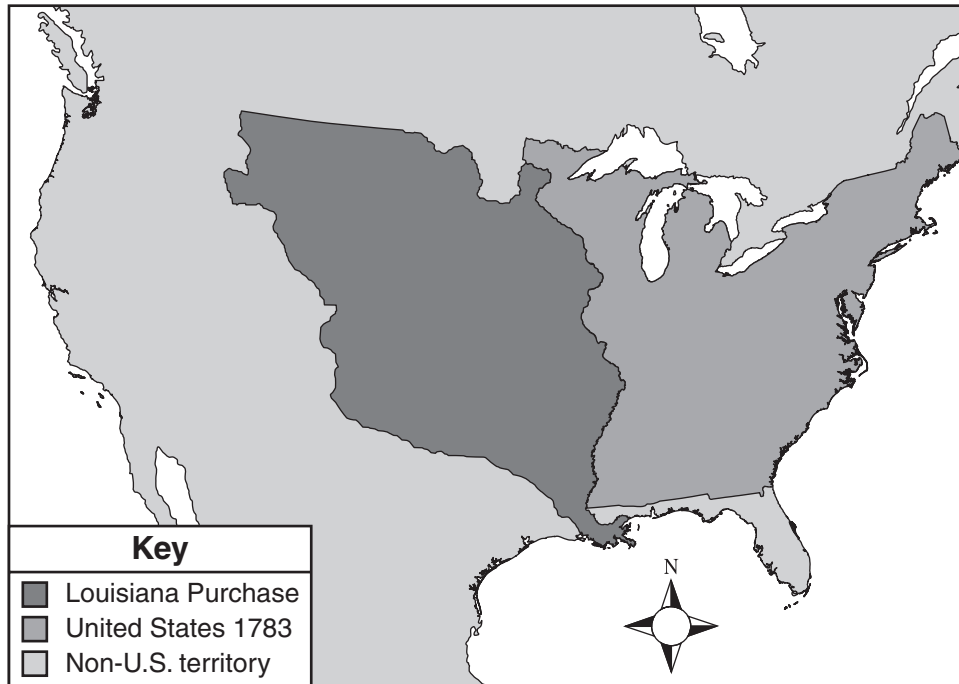 Key
Louisiana Purchase
United States 1783
Non-U.S. territory
N